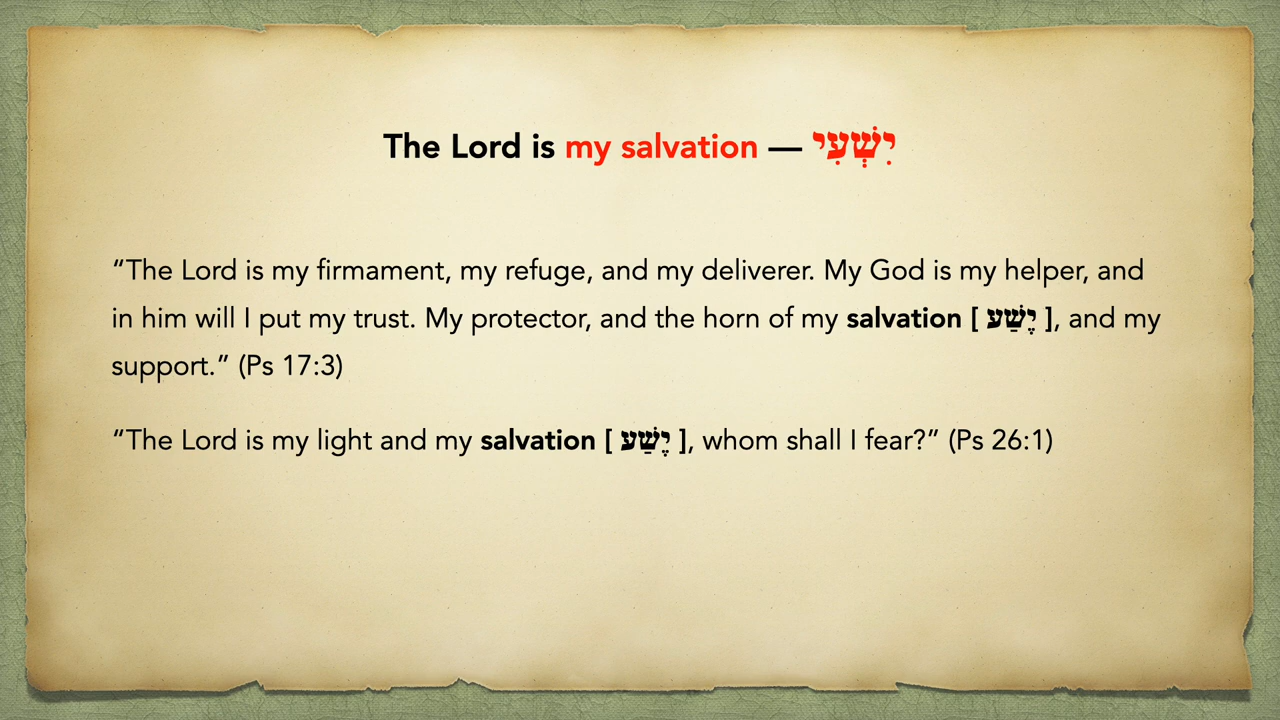 The Lord is my salvation — יִשְׁעִי
“The Lord is my firmament, my refuge, and my deliverer. My God is my helper, and
in him will I put my trust. My protector, and the horn of my salvation [ יֶשַׁע ], and my
support.” (Ps 17:3)
“The Lord is my light and my salvation [ יֶשַׁע ], whom shall I fear?” (Ps 26:1)